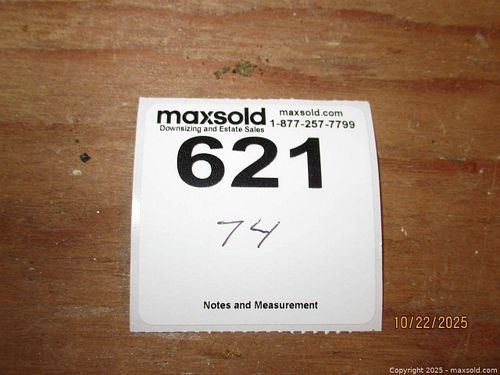 maxsold maxsold.com
Downsizing and Estate Sales 1-877-257-7799
621
74
Notes and Measurement
10/22/2025
Copyright 2025 - maxsold.com